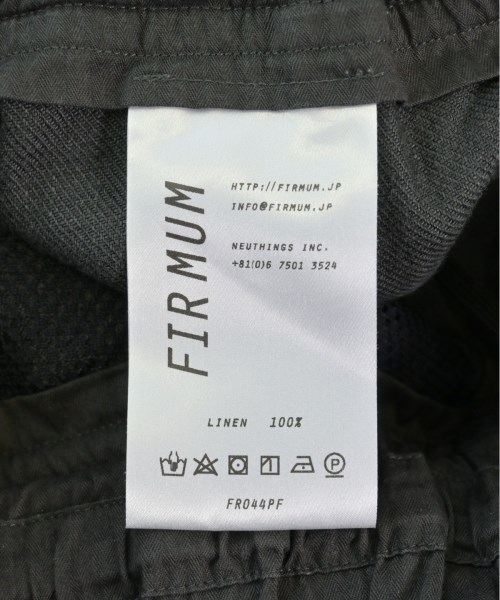 FIRMUM
HTTP://FIRMUM.JP
INFO@FIRMUM.JP
NEUTHINGS INC.
+81(0)6 7501 3524
LINEN 100%
P
FR044PF